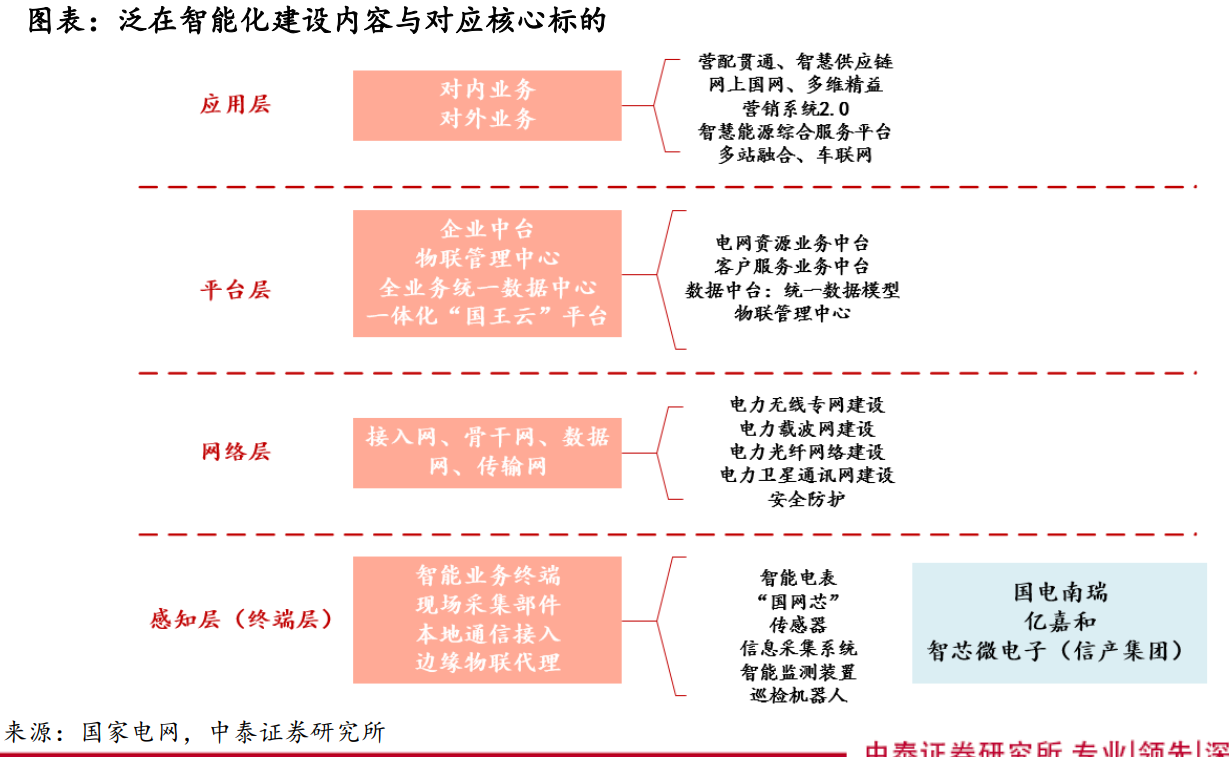 图表：泛在智能化建设内容与对应核心标的
应用层
对内业务
对外业务
营配贯通、智慧供应链
网上国网、多维精益
营销系统2.0
智慧能源综合服务平台
多站融合、车联网
平台层
企业中台
物联管理中心
全业务统一数据中心
一体化“国王云”平台
电网资源业务中台
客户服务业务中台
数据中台：统一数据模型
物联管理中心
网络层
接入网、骨干网、数据
网、传输网
电力无线专网建设
电力载波网建设
电力光纤网络建设
电力卫星通讯网建设
安全防护
感知层（终端层）
智能业务终端
现场采集部件
本地通信接入
边缘物联代理
智能电表
“国网芯”
传感器
信息采集系统
智能监测装置
巡检机器人
国电南瑞
亿嘉和
智芯微电子（信产集团）
来源：国家电网，中泰证券研究所
中泰证券研究所 专业|领先|深